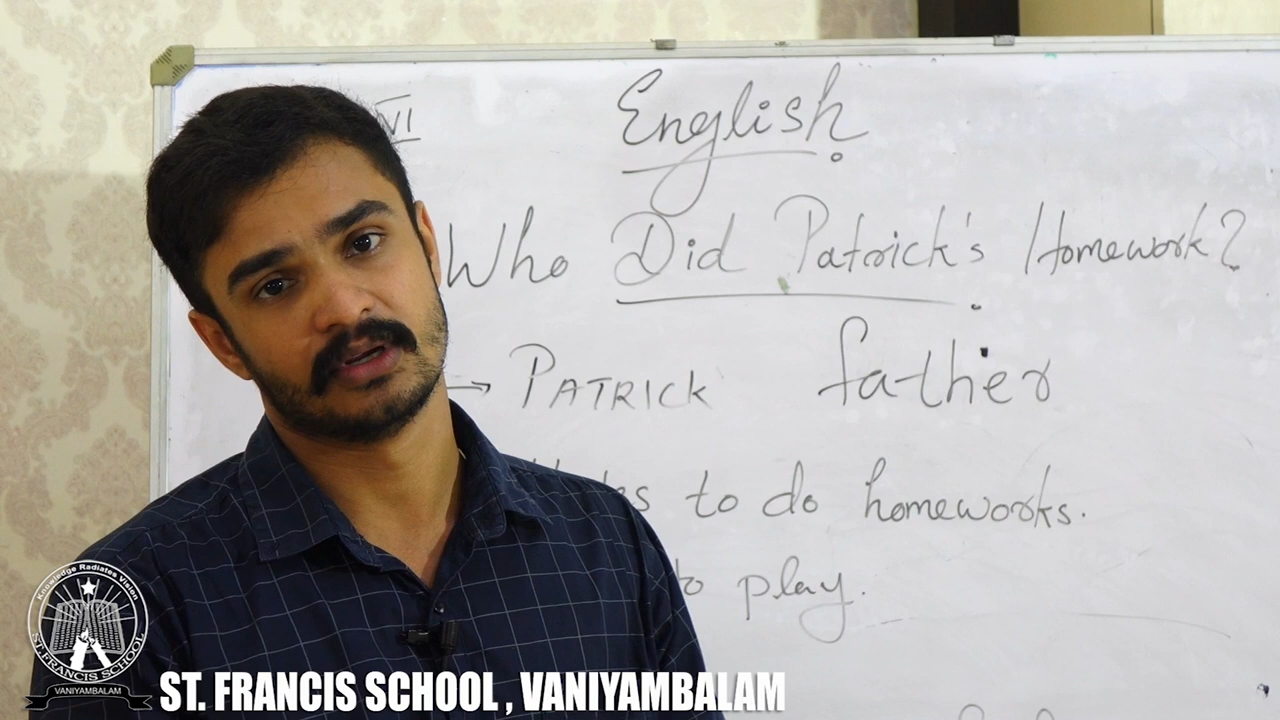 VI
English
Who Did Patrick's Homework?
→ PATRICK father
to do homeworks.
to play.
Knowledge Radiates Vision
ST. FRANCIS SCHOOL
VANIYAMBALAM
ST. FRANCIS SCHOOL, VANIYAMBALAM